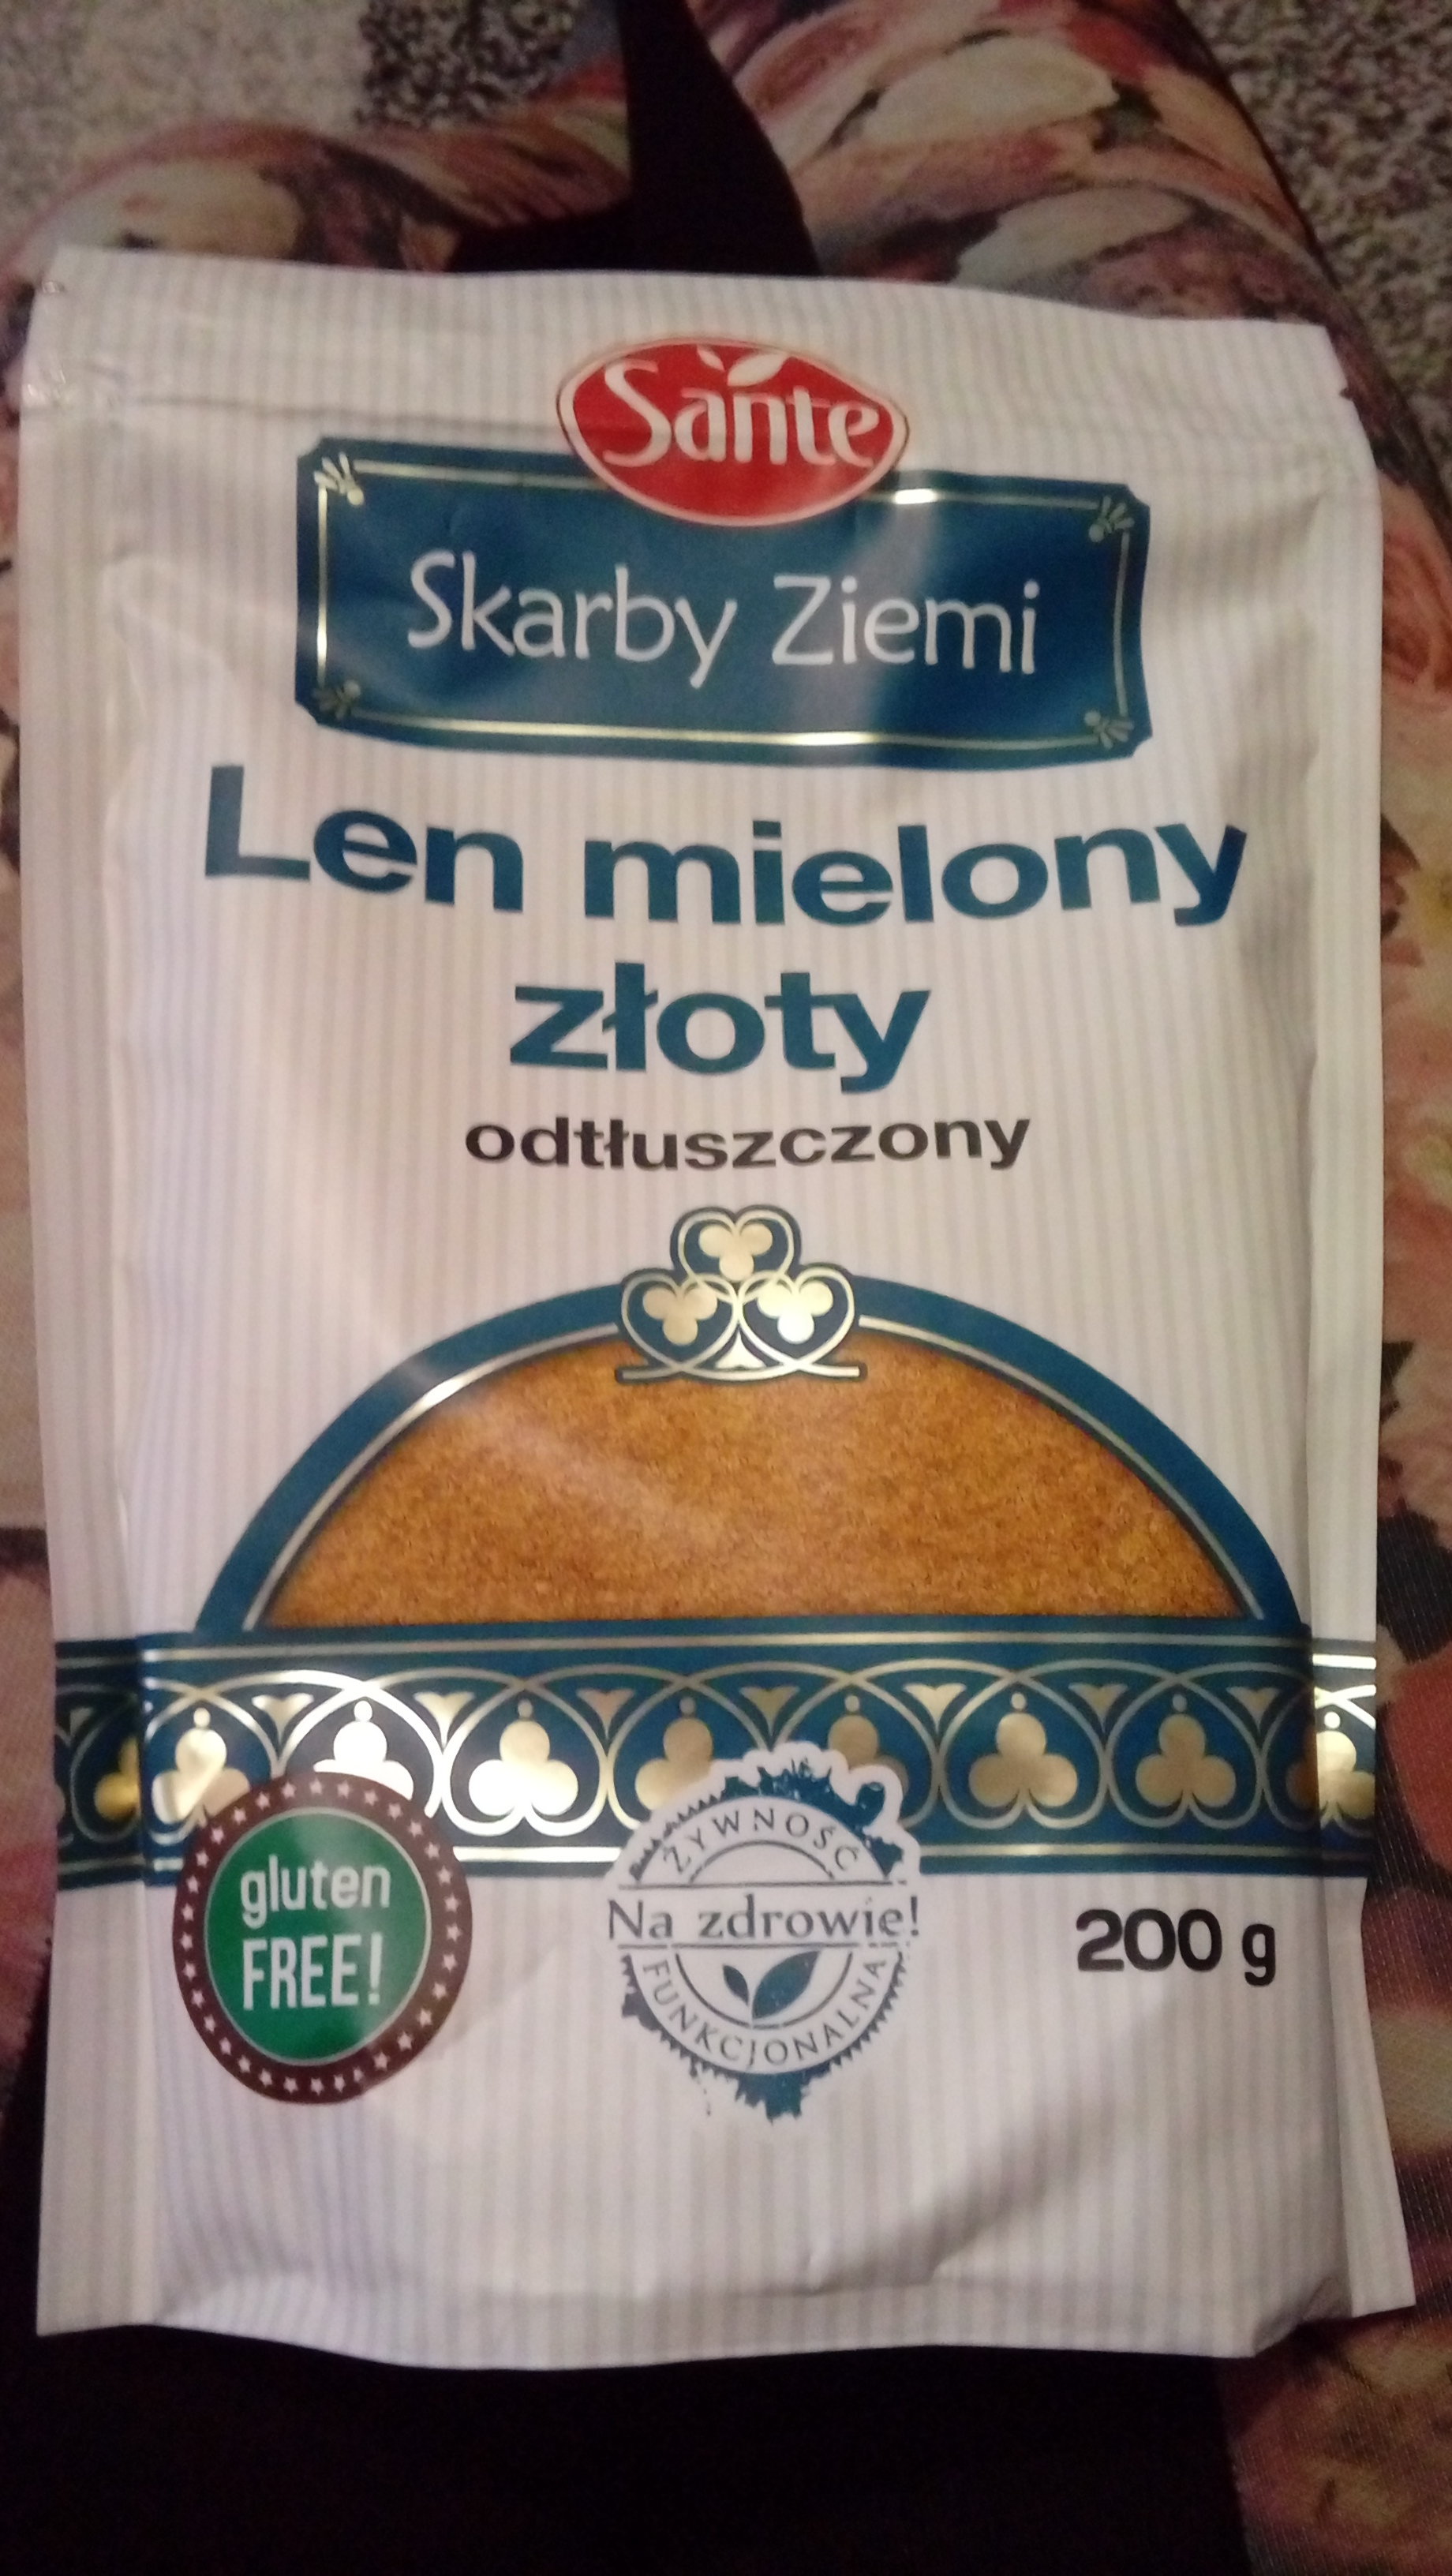 Sante
Skarby Ziemi
Len mielony
złoty
odtłuszczony
gluten
FREE!
ŻYWNOŚĆ
Na zdrowie!
FUNKCJONALNA
200 g